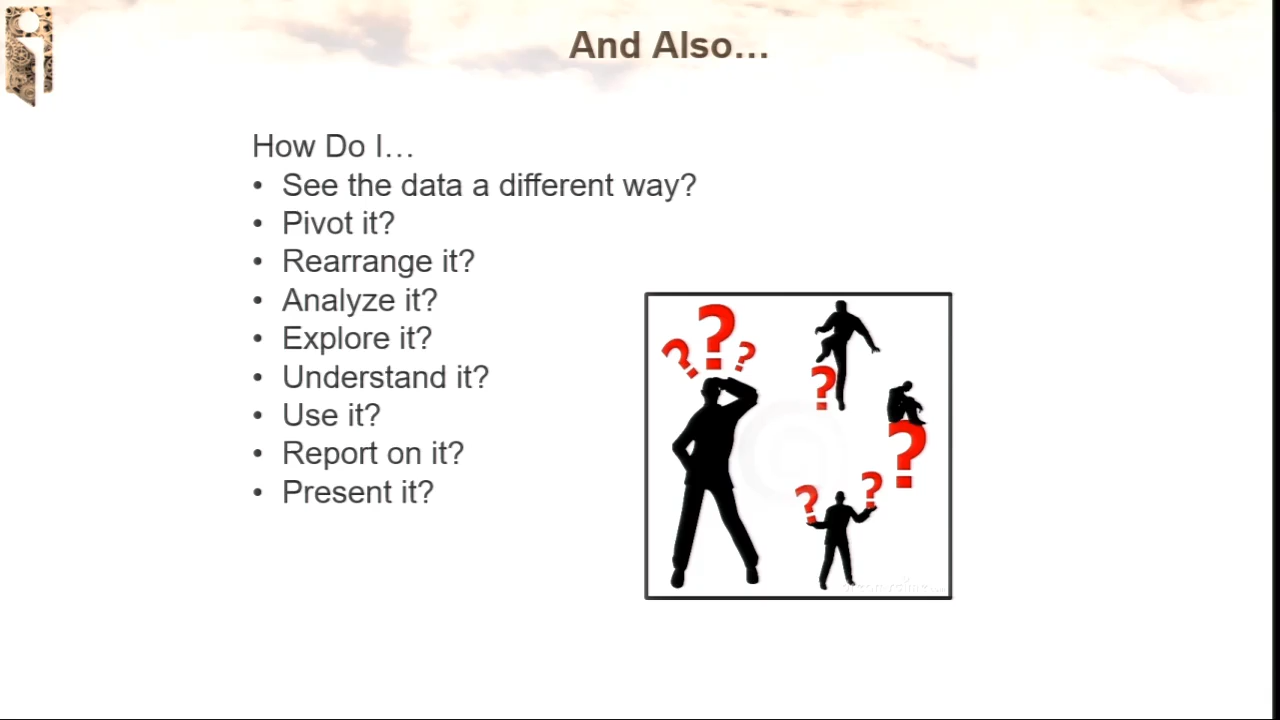 And Also...
How Do I...
• See the data a different way?
• Pivot it?
• Rearrange it?
• Analyze it?
• Explore it?
• Understand it?
• Use it?
• Report on it?
• Present it?
? ? ?
?
?
? ?